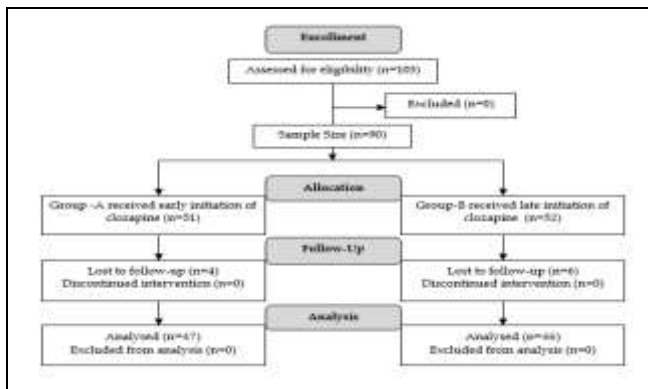 Enrollment
Assessed for eligibility (n=103)
Excluded (n=0)
Sample Size (n=90)
Allocation
Group -A received early initiation of
clozapine (n=51)
Group-B received late initiation of
clozapine (n=52)
Follow-Up
Lost to follow-up (n=4)
Discontinued intervention (n=0)
Lost to follow-up (n=6)
Discontinued intervention (n=0)
Analysis
Analysed (n=47)
Excluded from analysis (n=0)
Analysed (n=46)
Excluded from analysis (n=0)